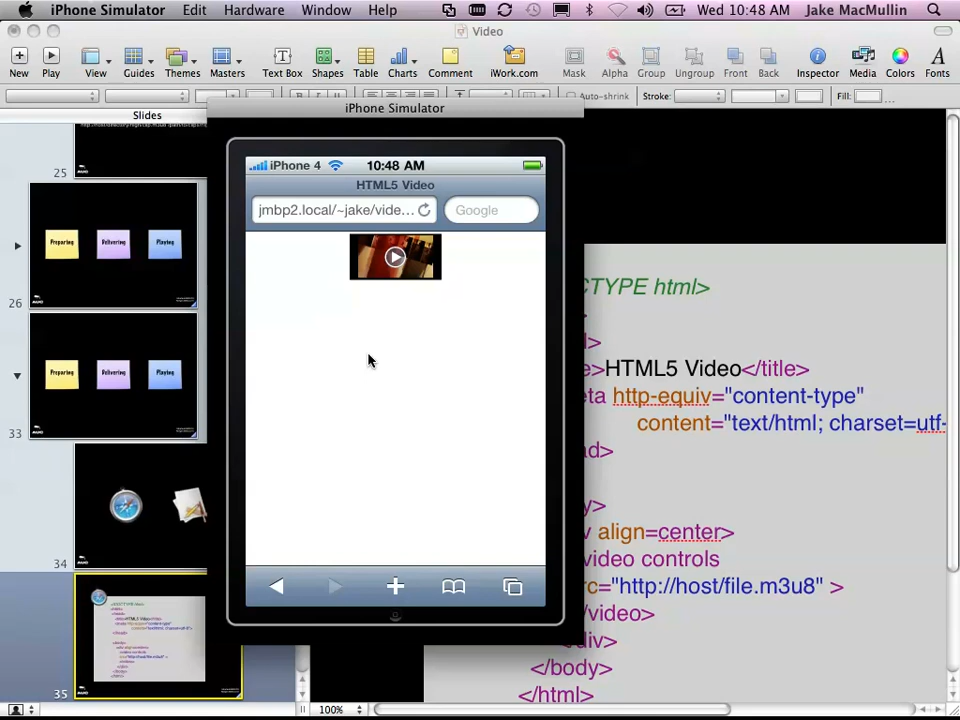 iPhone Simulator Edit Hardware Window Help Wed 10:48 AM Jake MacMullin
Video
New Play View Guides Themes Masters Text Box Shapes Table Charts Comment iWork.com Mask Alpha Group Ungroup Front Back Inspector Media Colors Fonts
Auto-shrink Stroke: Fill:
Slides
iPhone Simulator
iPhone 4 10:48 AM
HTML5 Video
jmbp2.local/~jake/vide... Google
25
Preparing Delivering Playing
26
Preparing Delivering Playing
33
34
35
CTYPE html>
>
l>
e>HTML5 Video</title>
eta http-equiv="content-type"
content="text/html; charset=utf-
ad>
y>
v align=center>
video controls
rc="http://host/file.m3u8" >
/video>
div>
</body>
</html>
100%